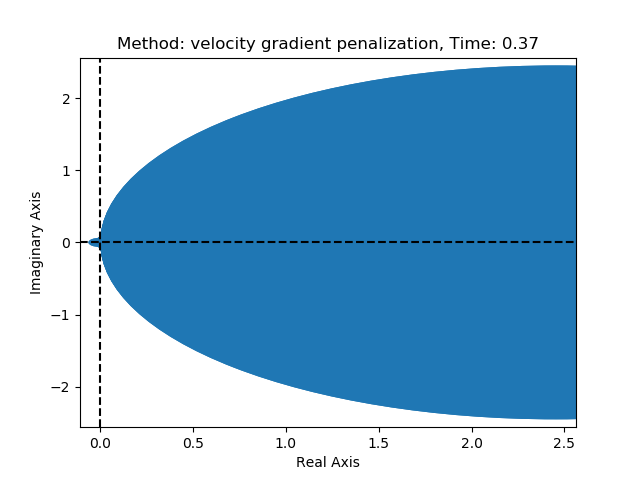 Method: velocity gradient penalization, Time: 0.37
Imaginary Axis
2
1
0
−1
−2
0.0 0.5 1.0 1.5 2.0 2.5
Real Axis